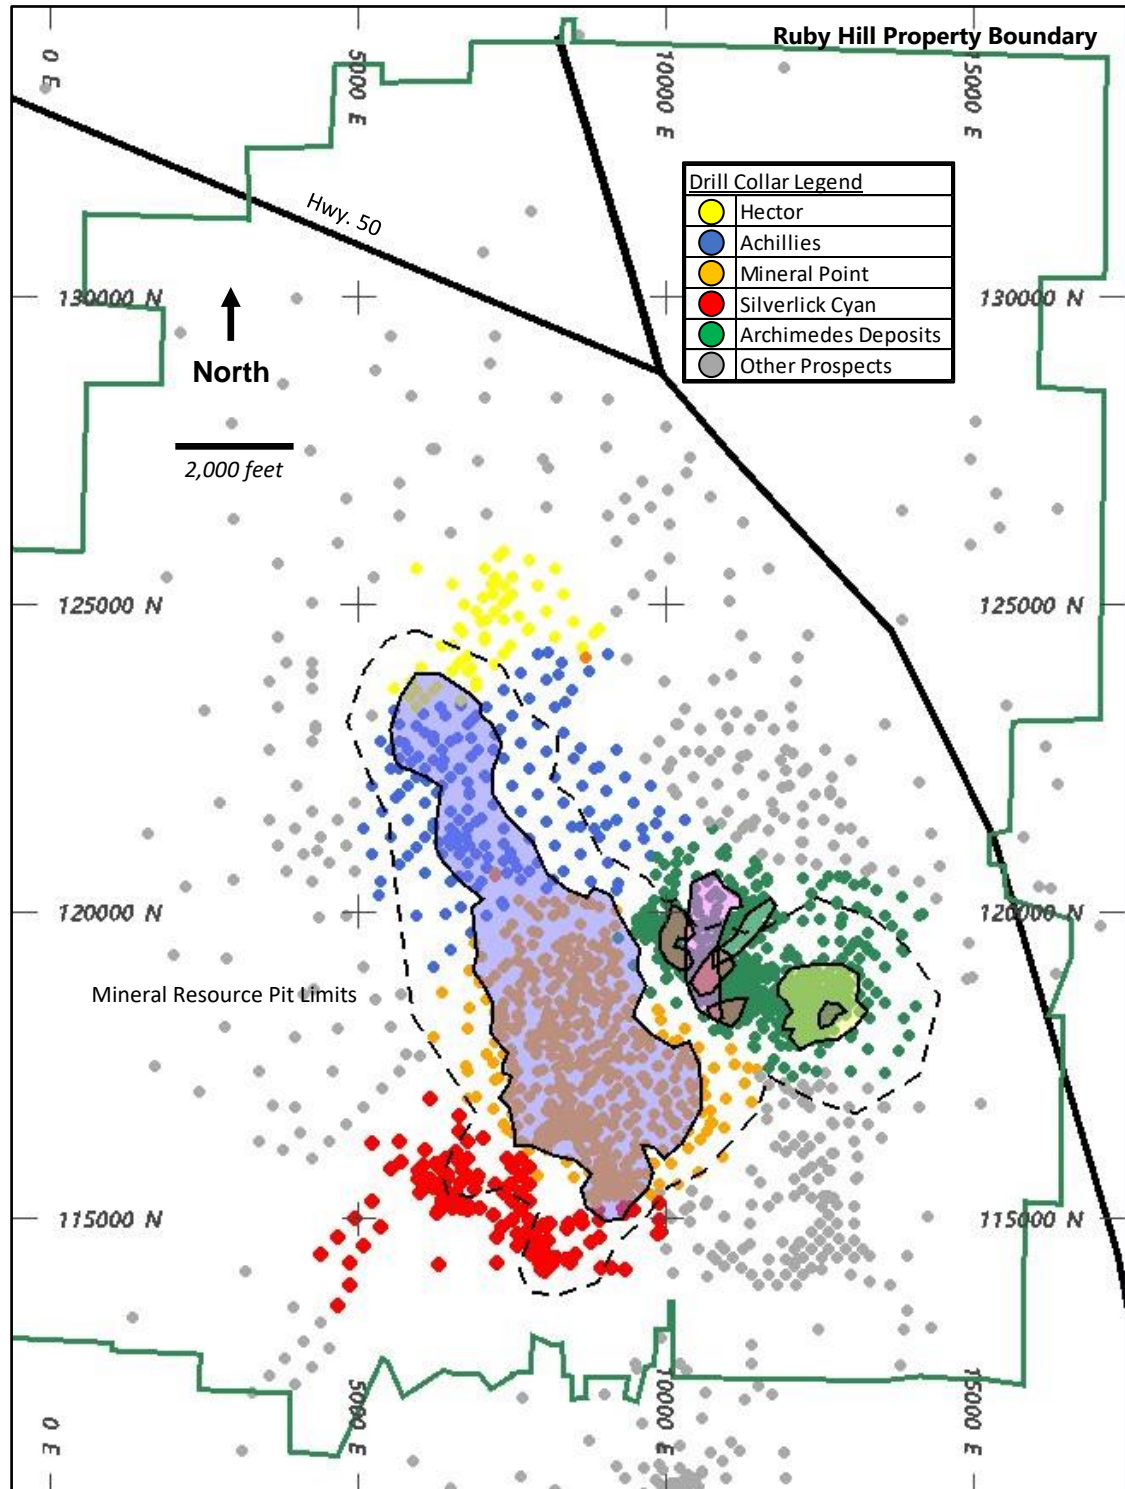 Ruby Hill Property Boundary
0 E
5000 E
10000 E
15000 E
Drill Collar Legend
Hector
Achillies
Mineral Point
Silverlick Cyan
Archimedes Deposits
Other Prospects
Hwy. 50
130000 N
130000 N
North
2,000 feet
125000 N
125000 N
120000 N
120000 N
Mineral Resource Pit Limits
115000 N
115000 N
0 E
5000 E
10000 E
15000 E